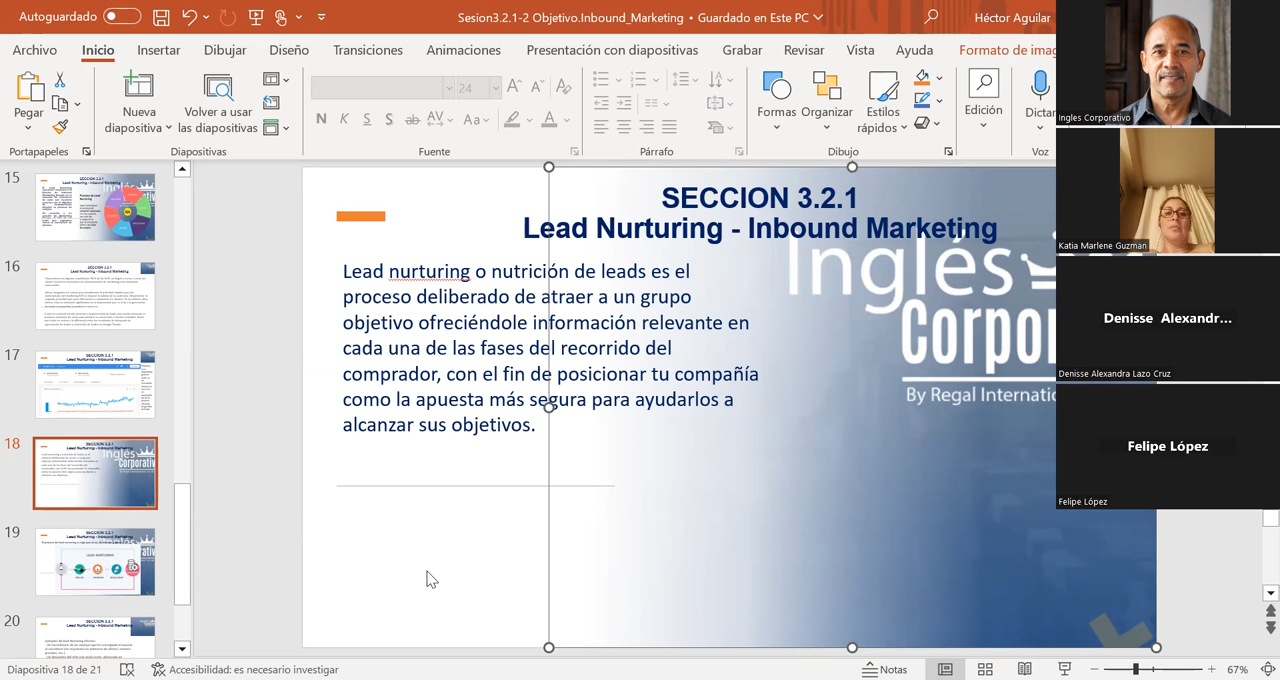 Autoguardado
Sesion3.2.1-2 Objetivo.Inbound_Marketing • Guardado en Este PC
Héctor Aguilar
Archivo Inicio Insertar Dibujar Diseño Transiciones Animaciones Presentación con diapositivas Grabar Revisar Vista Ayuda Formato de imag
Pegar
Nueva diapositiva
Volver a usar las diapositivas
24
N K S S ab AV Aa A
Formas
Organizar
Estilos rápidos
Edición
Dictar
Portapapeles
Diapositivas
Fuente
Párrafo
Dibujo
Voz
15
16
17
18
19
20
SECCION 3.2.1
Lead Nurturing - Inbound Marketing
Lead nurturing o nutrición de leads es el
proceso deliberado de atraer a un grupo
objetivo ofreciéndole información relevante en
cada una de las fases del recorrido del
comprador, con el fin de posicionar tu compañía
como la apuesta más segura para ayudarlos a
alcanzar sus objetivos.
Inglés
Corpor
By Regal Internatio
Ingles Corporativo
Katia Marlene Guzman
Denisse Alexandr...
Denisse Alexandra Lazo Cruz
Felipe López
Felipe López
Diapositiva 18 de 21
Accesibilidad: es necesario investigar
Notas
67%